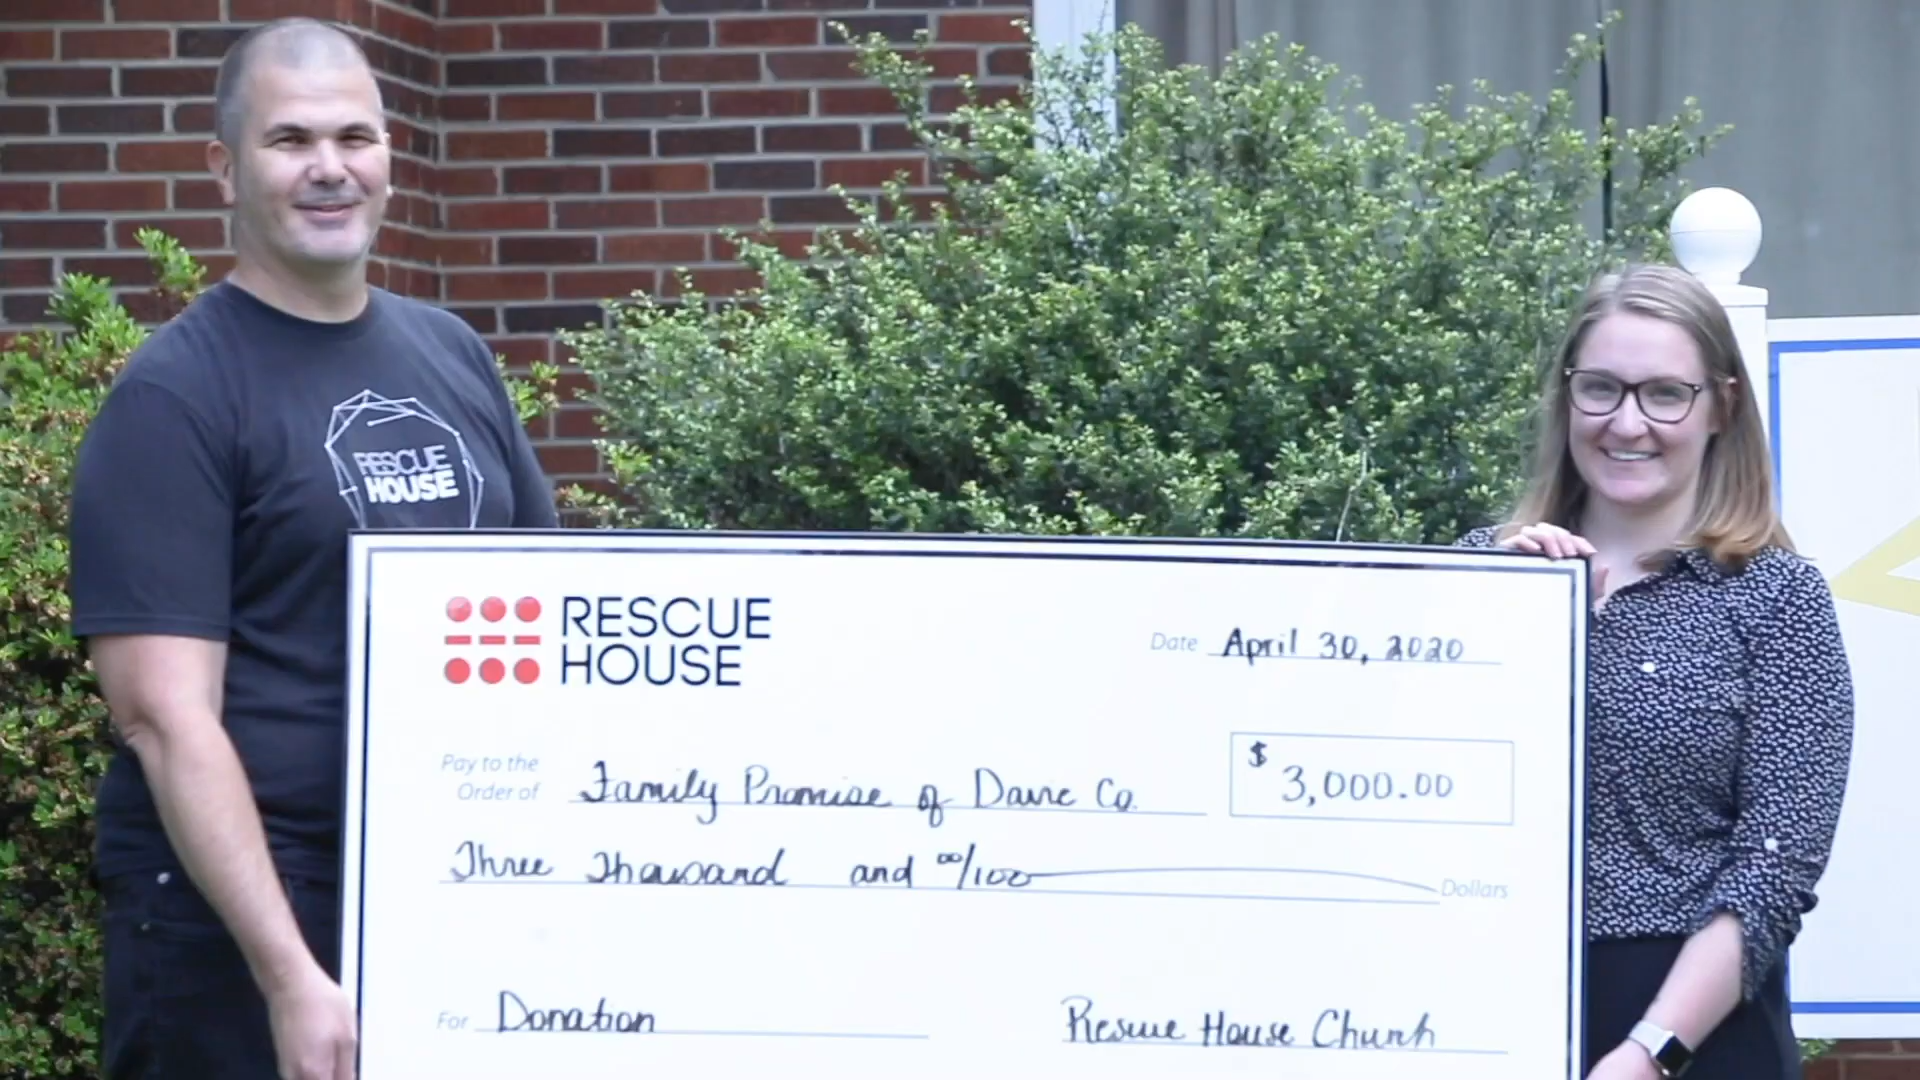 RESCUE
HOUSE
RESCUE
HOUSE
Date April 30, 2020
Pay to the
Order of Family Promise of Davie Co.
$ 3,000.00
Three Thousand and 00/100 Dollars
For Donation
Rescue House Church